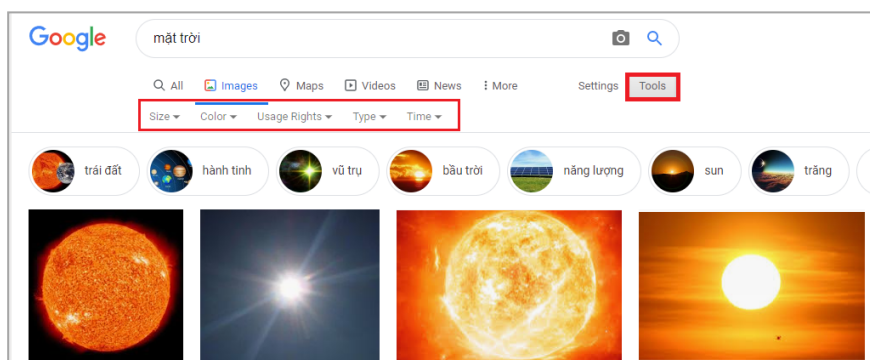 Google mặt trời
All Images Maps Videos News More Settings Tools
Size Color Usage Rights Type Time
trái đất hành tinh vũ trụ bầu trời năng lượng sun trăng